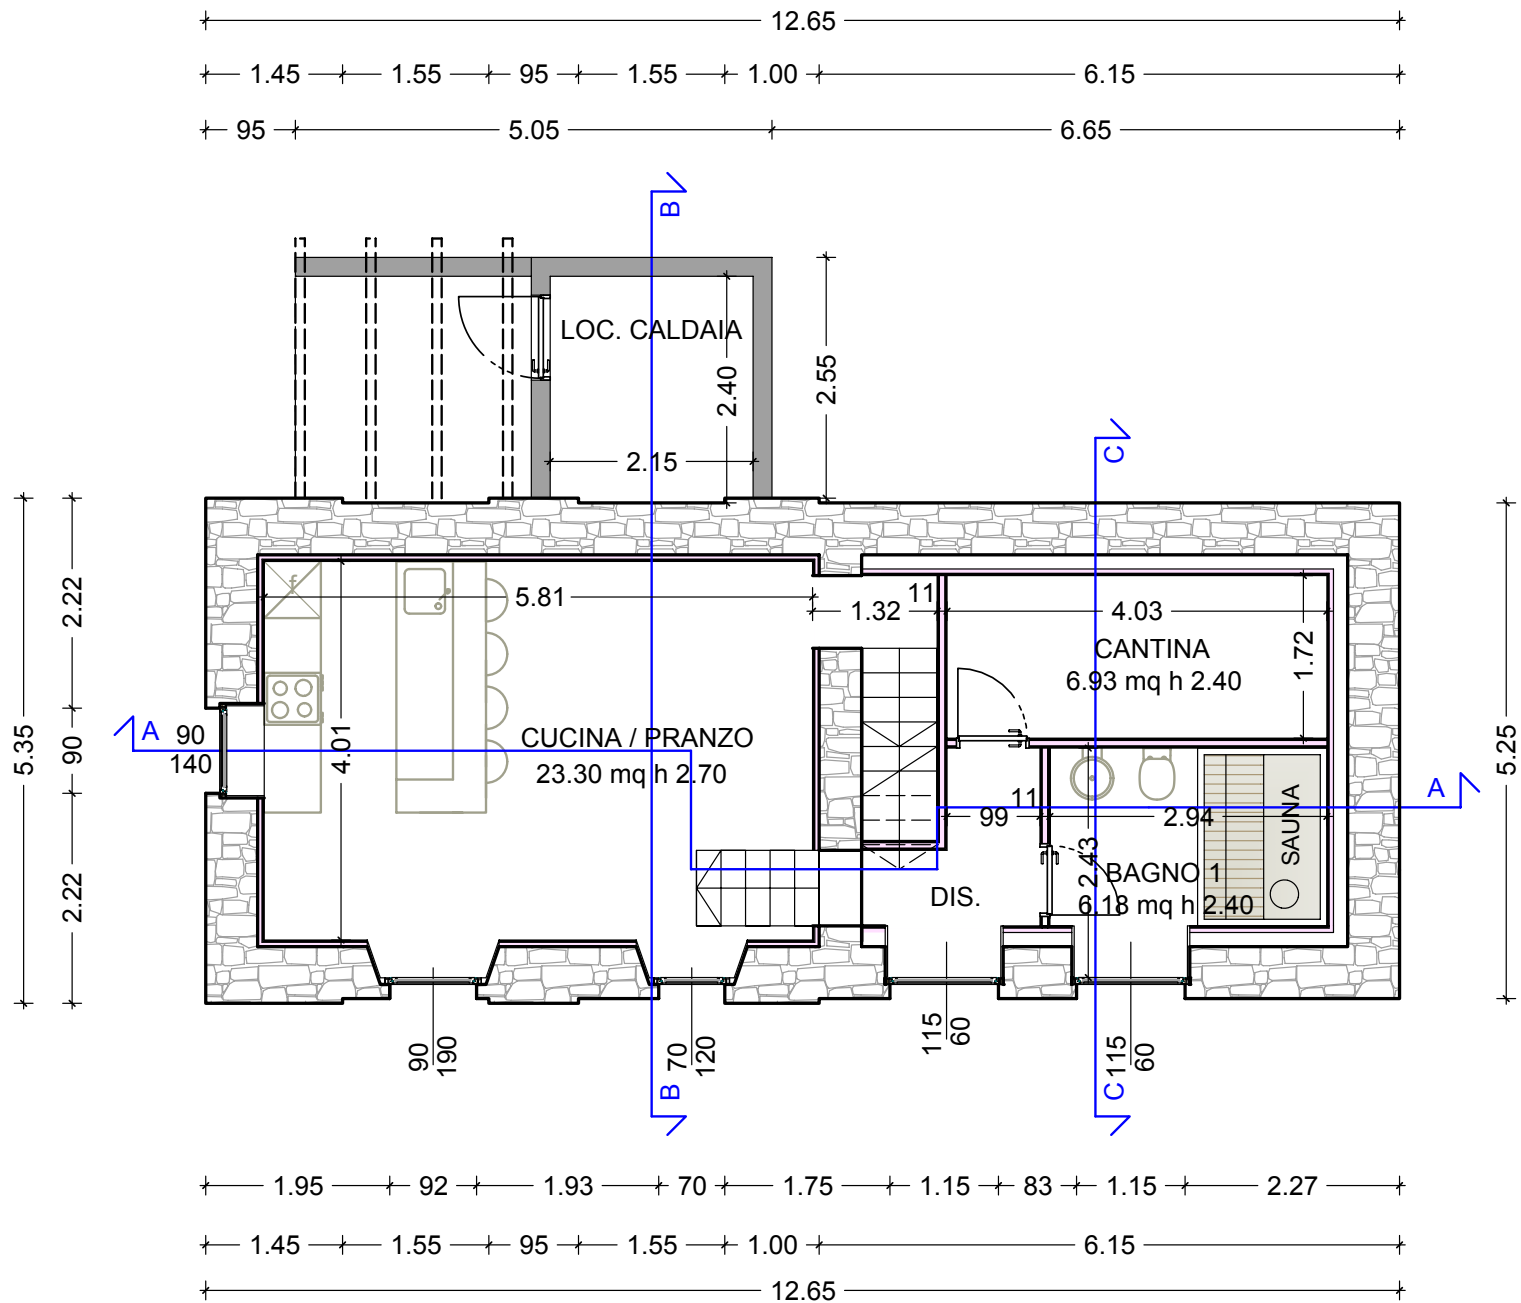 12.65
1.45 1.55 95 1.55 1.00 6.15
95 5.05 6.65
B
LOC. CALDAIA
2.40
2.55
2.15
C
f
5.81
11
1.32
4.03
CANTINA
6.93 mq h 2.40
1.72
2.22
90
2.22
5.35
A
90
140
4.01
CUCINA / PRANZO
23.30 mq h 2.70
5.25
A
11
99
2.94
SAUNA
2.43
BAGNO 1
6.18 mq h 2.40
DIS.
90
190
70
120
115
60
115
60
B
C
1.95 92 1.93 70 1.75 1.15 83 1.15 2.27
1.45 1.55 95 1.55 1.00 6.15
12.65